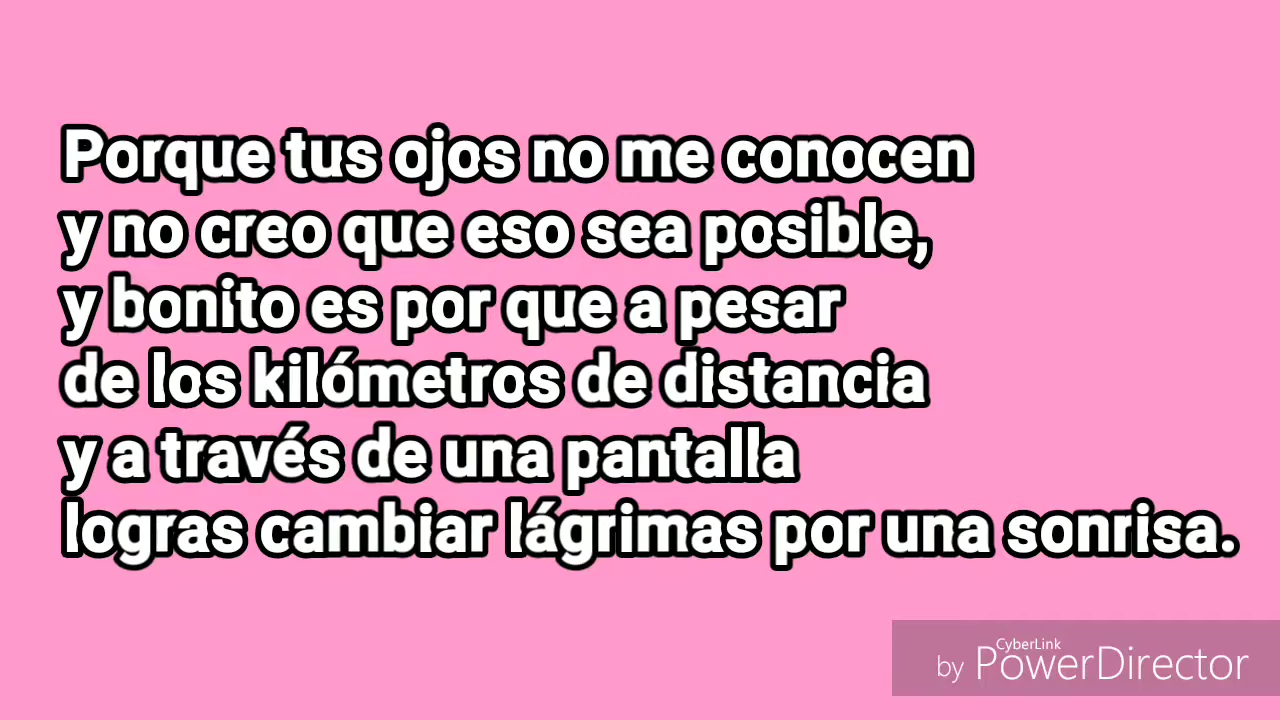 Porque tus ojos no me conocen
y no creo que eso sea posible,
y bonito es por que a pesar
de los kilómetros de distancia
y a través de una pantalla
logras cambiar lágrimas por una sonrisa.
CyberLink
by PowerDirector